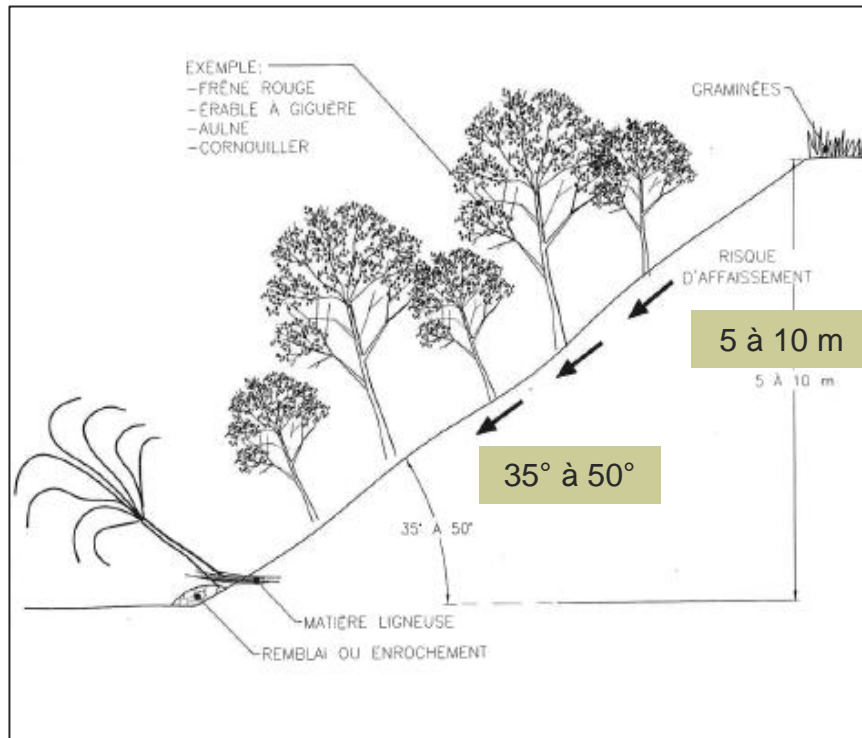 EXEMPLE:
-FRÊNE ROUGE
-ÉRABLE À GIGUÈRE
-AULNE
-CORNOUILLER
GRAMINÉES
RISQUE
D'AFFAISSEMENT
5 à 10 m
5 À 10 m
35° à 50°
35° À 50°
MATIÈRE LIGNEUSE
REMBLAI OU ENROCHEMENT